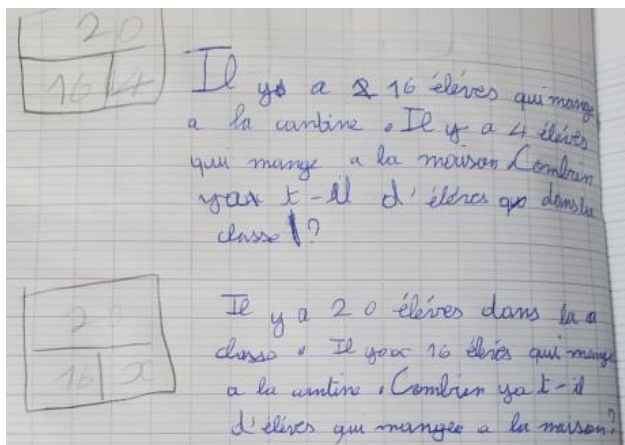 20
16 4
Il y a 16 élèves qui mange
a la cantine. Il y a 4 élèves
qui mange a la maison Combien
ya t-il d'élèves dans la
classe ?
20
16 x
Il y a 20 élèves dans la
classe. Il ya 16 élèves qui mange
a la cantine. Combien ya t-il
d'élèves qui mangee a la maison?